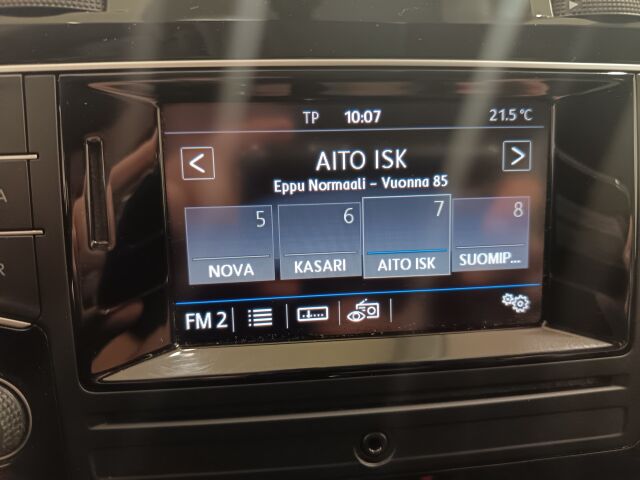 TP 10:07 21.5 °C
< AITO ISK >
Eppu Normaali – Vuonna 85
5 6 7 8
NOVA KASARI AITO ISK SUOMIP...
FM 2
A
R